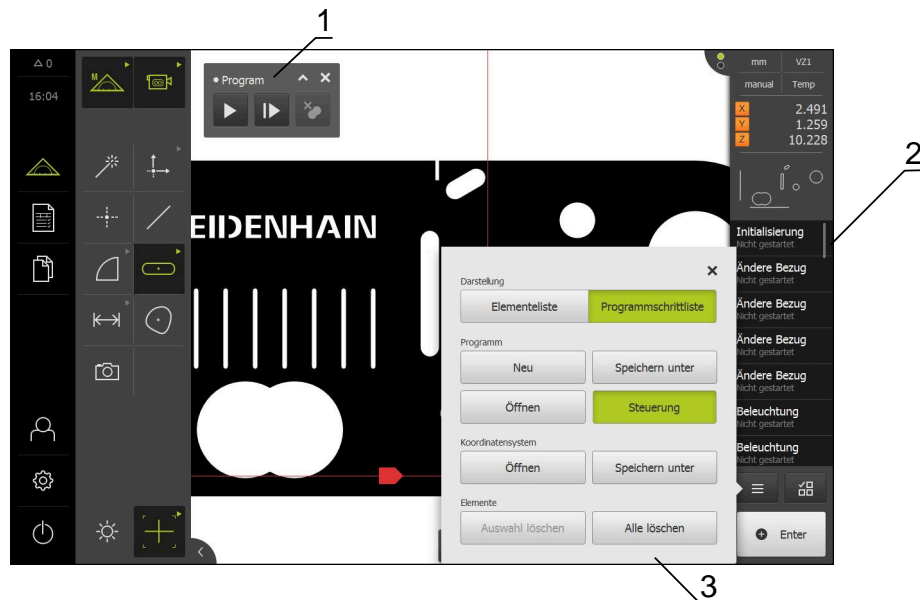 1
0
16:04
M
Program
mm
VZ1
manual
Temp
X 2.491
Y 1.259
Z 10.228
2
EIDENHAIN
Initialisierung
Nicht gestartet
Ändere Bezug
Nicht gestartet
Ändere Bezug
Nicht gestartet
Ändere Bezug
Nicht gestartet
Ändere Bezug
Nicht gestartet
Beleuchtung
Nicht gestartet
Beleuchtung
Nicht gestartet
Darstellung
Elementeliste
Programmschrittliste
Programm
Neu
Speichern unter
Öffnen
Steuerung
Koordinatensystem
Öffnen
Speichern unter
Elemente
Auswahl löschen
Alle löschen
Enter
3